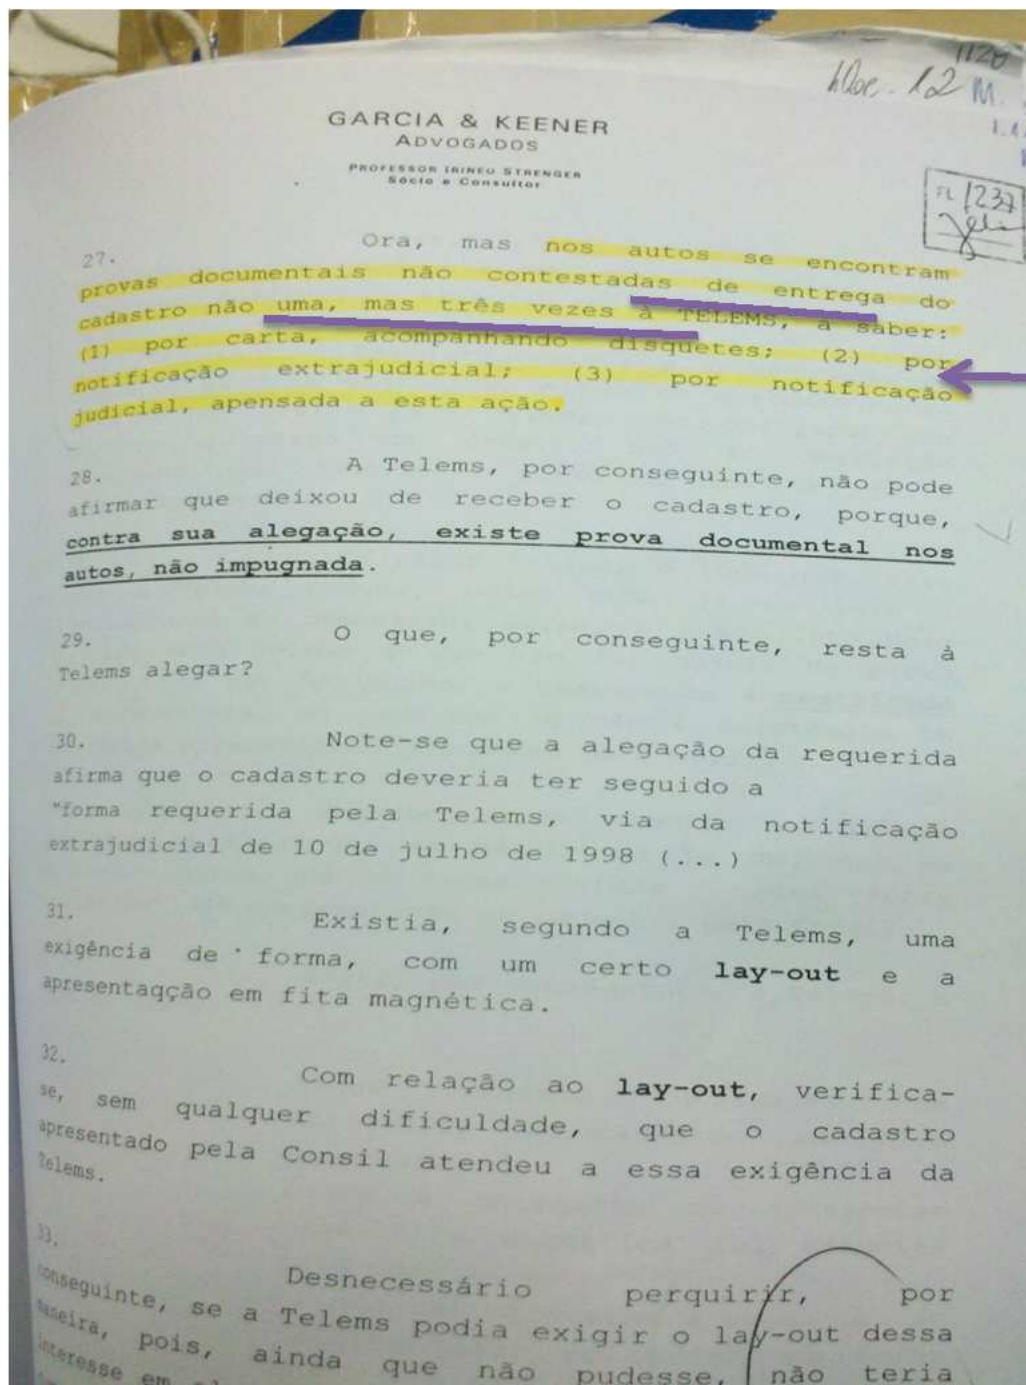 1128
Doc. 12 M.
GARCIA & KEENER
ADVOGADOS
PROFESSOR IRINEU STRENGER
Sócio e Consultor
FL 1237
27. Ora, mas nos autos se encontram
provas documentais não contestadas de entrega do
cadastro não uma, mas três vezes à TELEMS, a saber:
(1) por carta, acompanhando disquetes; (2) por
notificação extrajudicial; (3) por notificação
judicial, apensada a esta ação.
28. A Telems, por conseguinte, não pode
afirmar que deixou de receber o cadastro, porque,
contra sua alegação, existe prova documental nos
autos, não impugnada.
29. O que, por conseguinte, resta à
Telems alegar?
30. Note-se que a alegação da requerida
afirma que o cadastro deveria ter seguido a
"forma requerida pela Telems, via da notificação
extrajudicial de 10 de julho de 1998 (...)
31. Existia, segundo a Telems, uma
exigência de forma, com um certo lay-out e a
apresentaqção em fita magnética.
32. Com relação ao lay-out, verifica-
se, sem qualquer dificuldade, que o cadastro
apresentado pela Consil atendeu a essa exigência da
Telems.
33. Desnecessário perquirir, por
conseguinte, se a Telems podia exigir o lay-out dessa
maneira, pois, ainda que não pudesse, não teria
interesse em